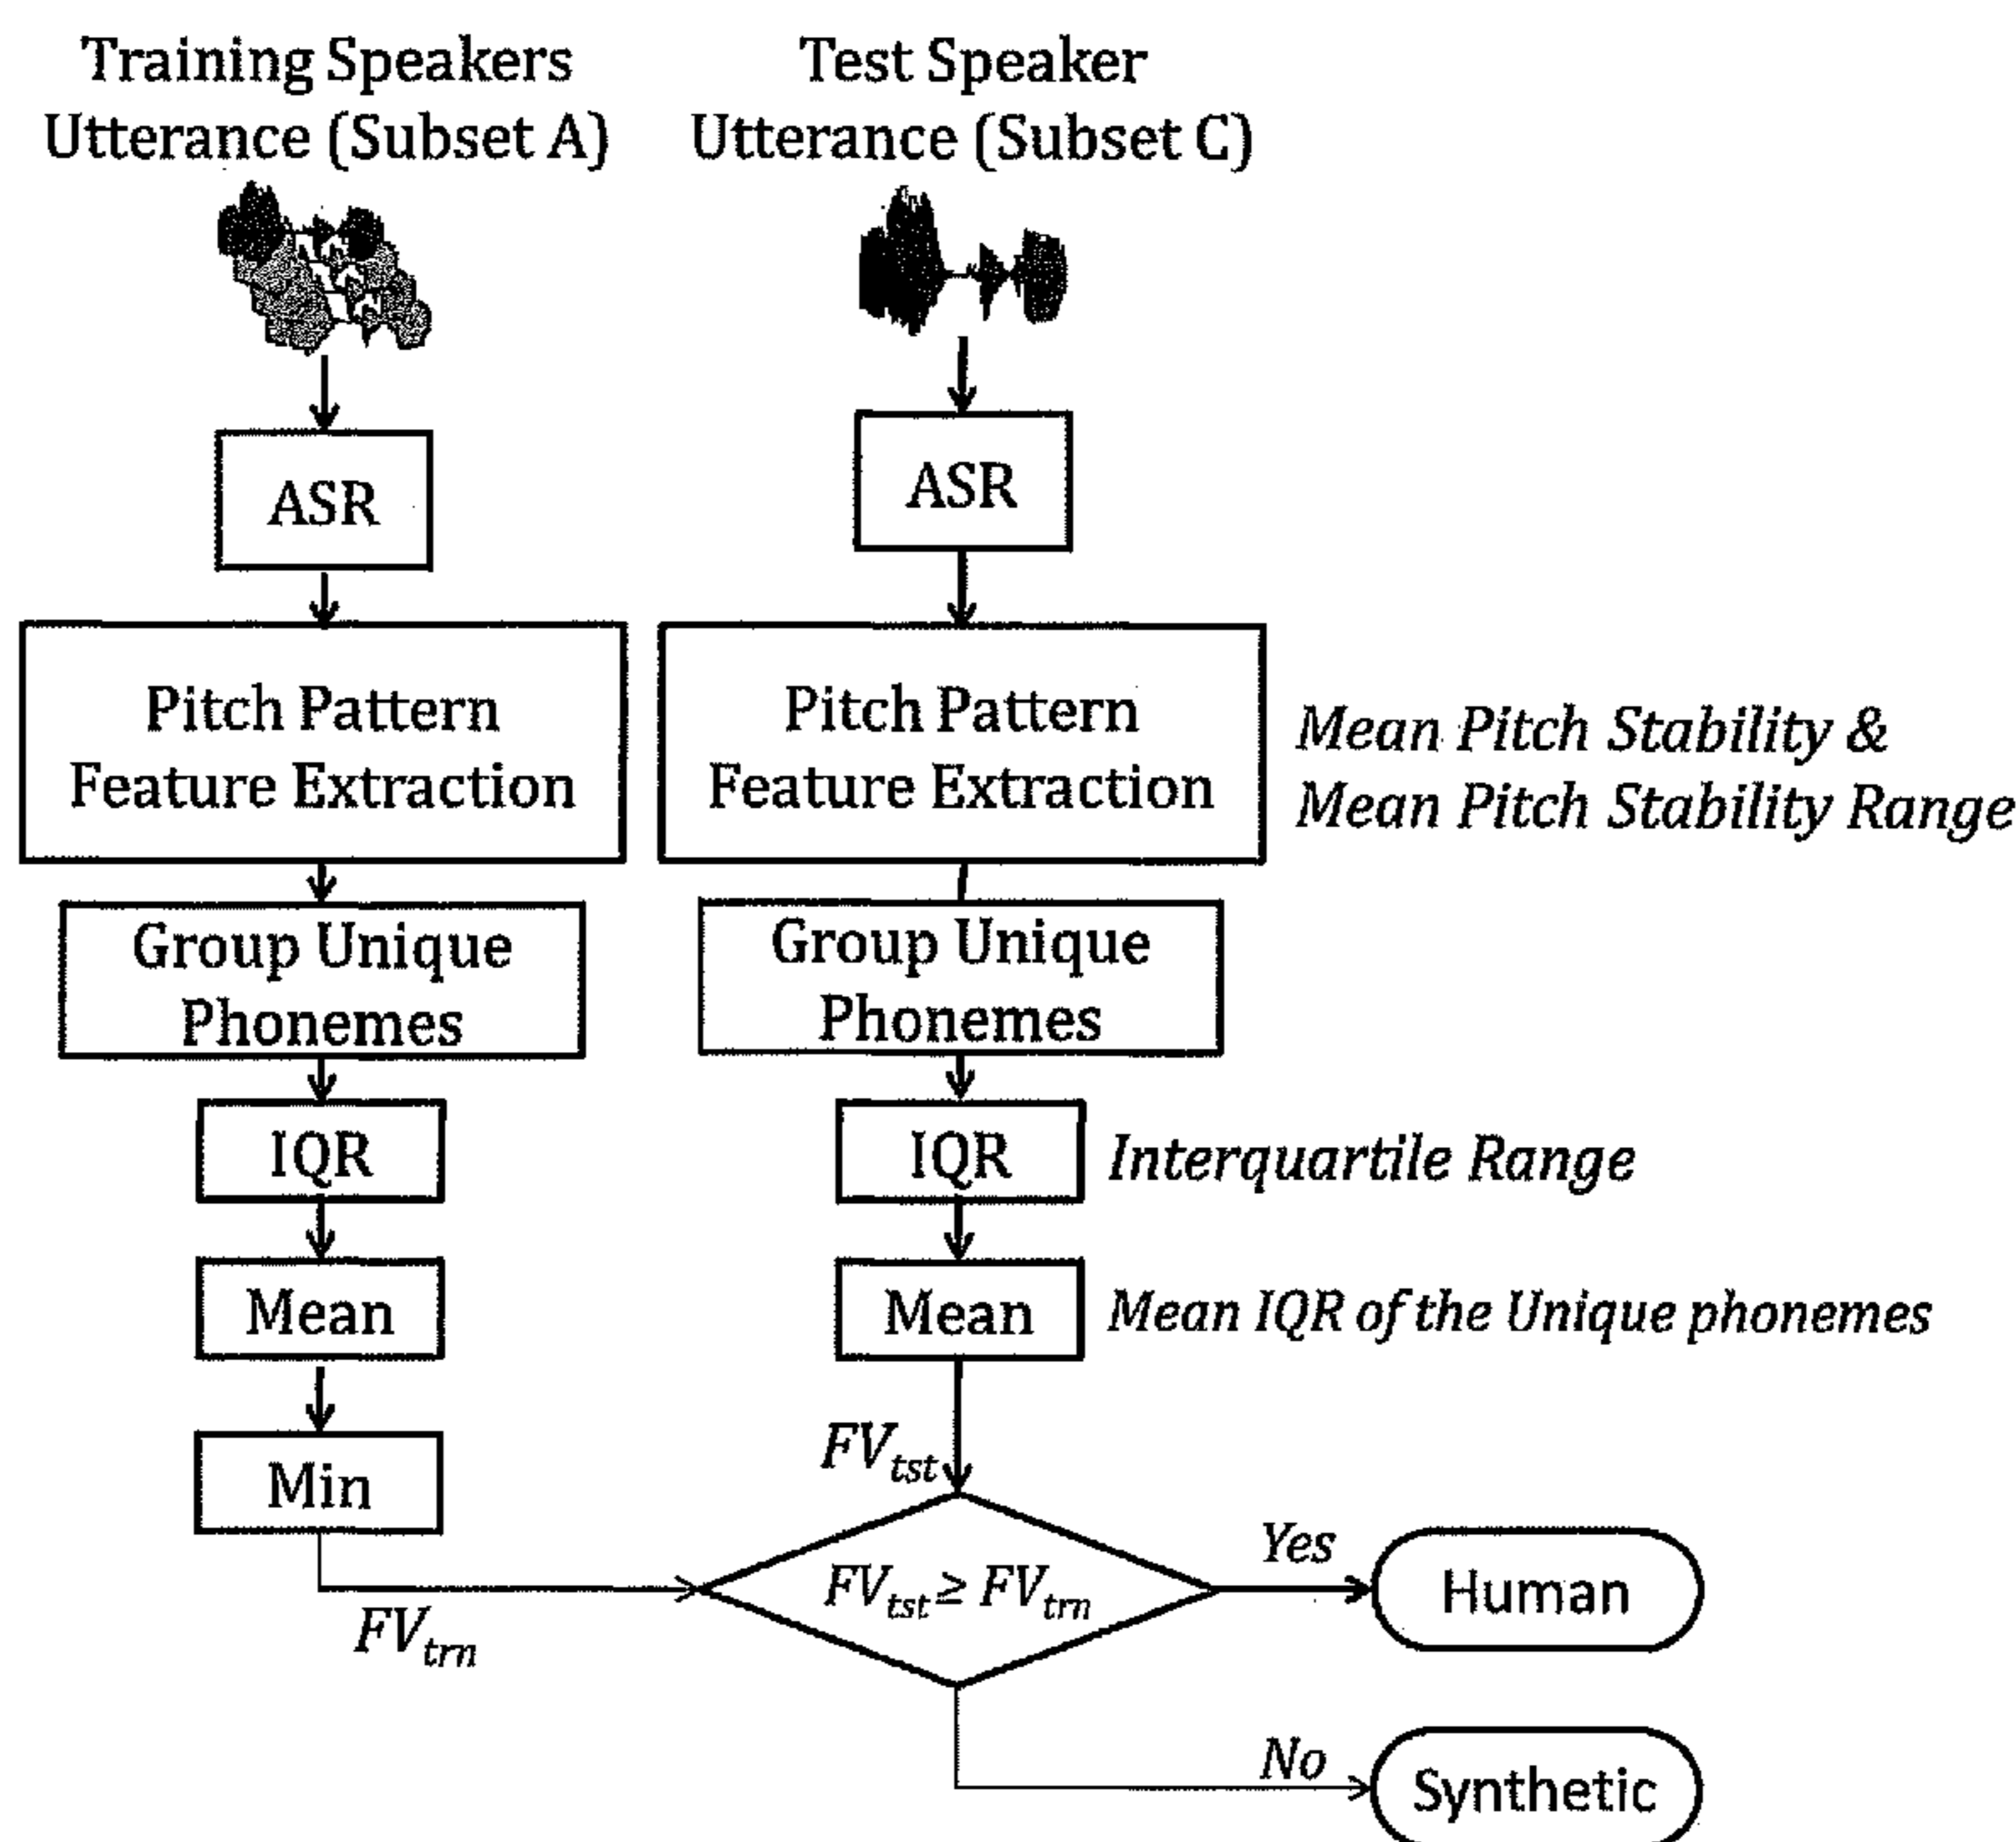 Training Speakers
Utterance (Subset A)
Test Speaker
Utterance (Subset C)
ASR
ASR
Pitch Pattern
Feature Extraction
Pitch Pattern
Feature Extraction
Mean Pitch Stability &
Mean Pitch Stability Range
Group Unique
Phonemes
Group Unique
Phonemes
IQR
IQR
Interquartile Range
Mean
Mean
Mean IQR of the Unique phonemes
Min
FVtst
FVtrn
FVtst ≥ FVtrn
Yes
Human
No
Synthetic